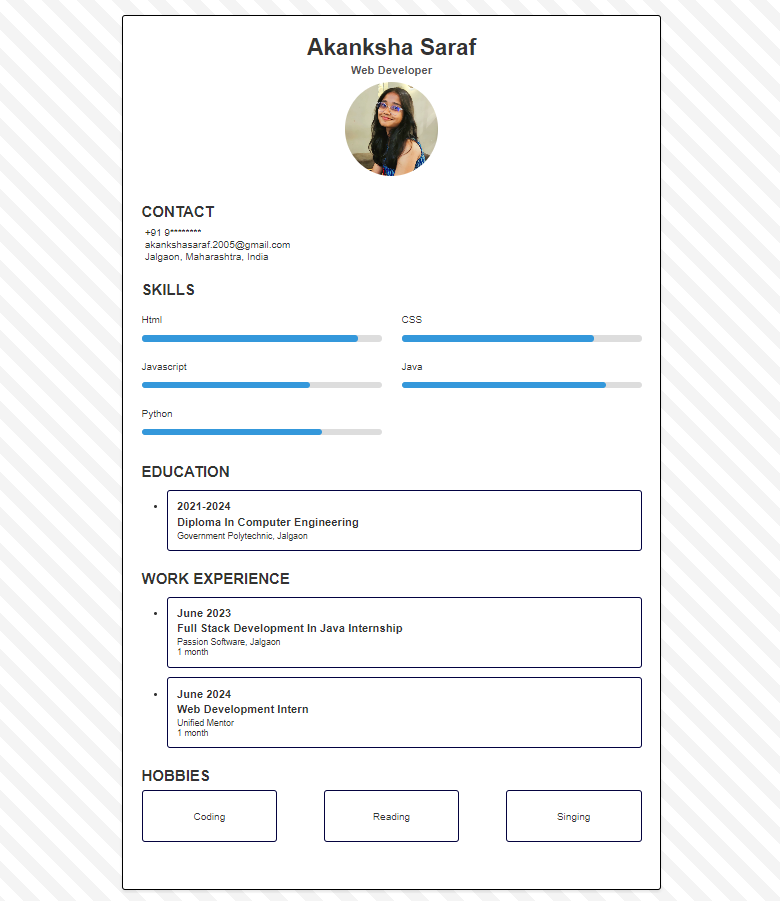 Akanksha Saraf
Web Developer
CONTACT
+91 9********
akankshasaraf.2005@gmail.com
Jalgaon, Maharashtra, India
SKILLS
Html
CSS
Javascript
Java
Python
EDUCATION
2021-2024
Diploma In Computer Engineering
Government Polytechnic, Jalgaon
WORK EXPERIENCE
June 2023
Full Stack Development In Java Internship
Passion Software, Jalgaon
1 month
June 2024
Web Development Intern
Unified Mentor
1 month
HOBBIES
Coding
Reading
Singing